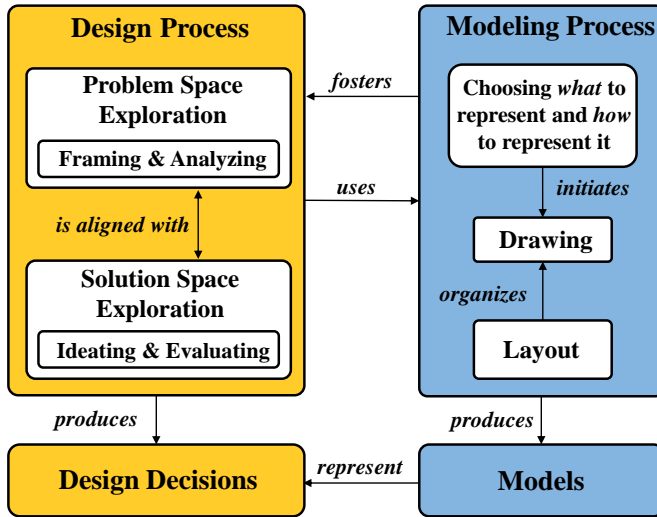 Design Process
Problem Space
Exploration
Framing & Analyzing
is aligned with
Solution Space
Exploration
Ideating & Evaluating
fosters
uses
Modeling Process
Choosing what to
represent and how
to represent it
initiates
Drawing
organizes
Layout
produces
produces
Design Decisions
represent
Models